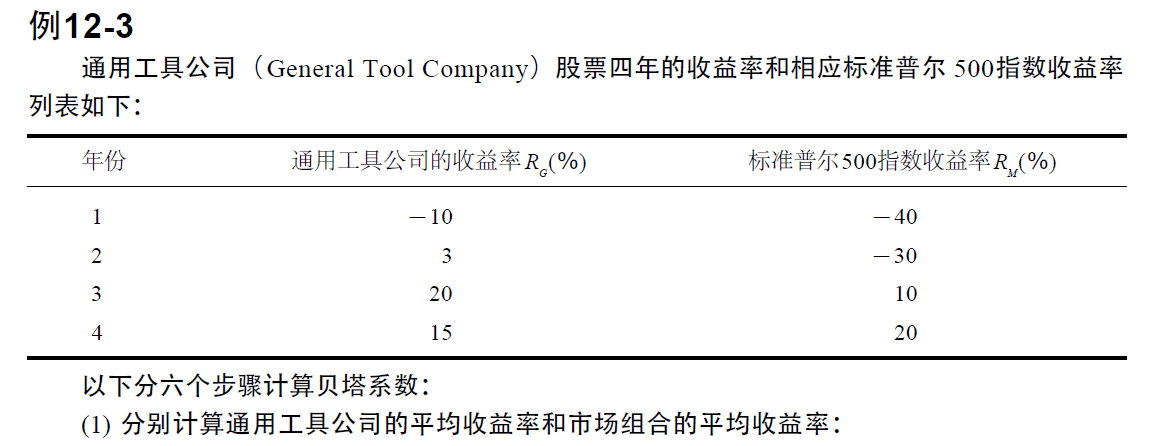 例12-3
通用工具公司（General Tool Company）股票四年的收益率和相应标准普尔 500指数收益率
列表如下：
年份 通用工具公司的收益率 R_G(%) 标准普尔500指数收益率 R_M(%)
1 －10 －40
2 3 －30
3 20 10
4 15 20
以下分六个步骤计算贝塔系数：
(1) 分别计算通用工具公司的平均收益率和市场组合的平均收益率：